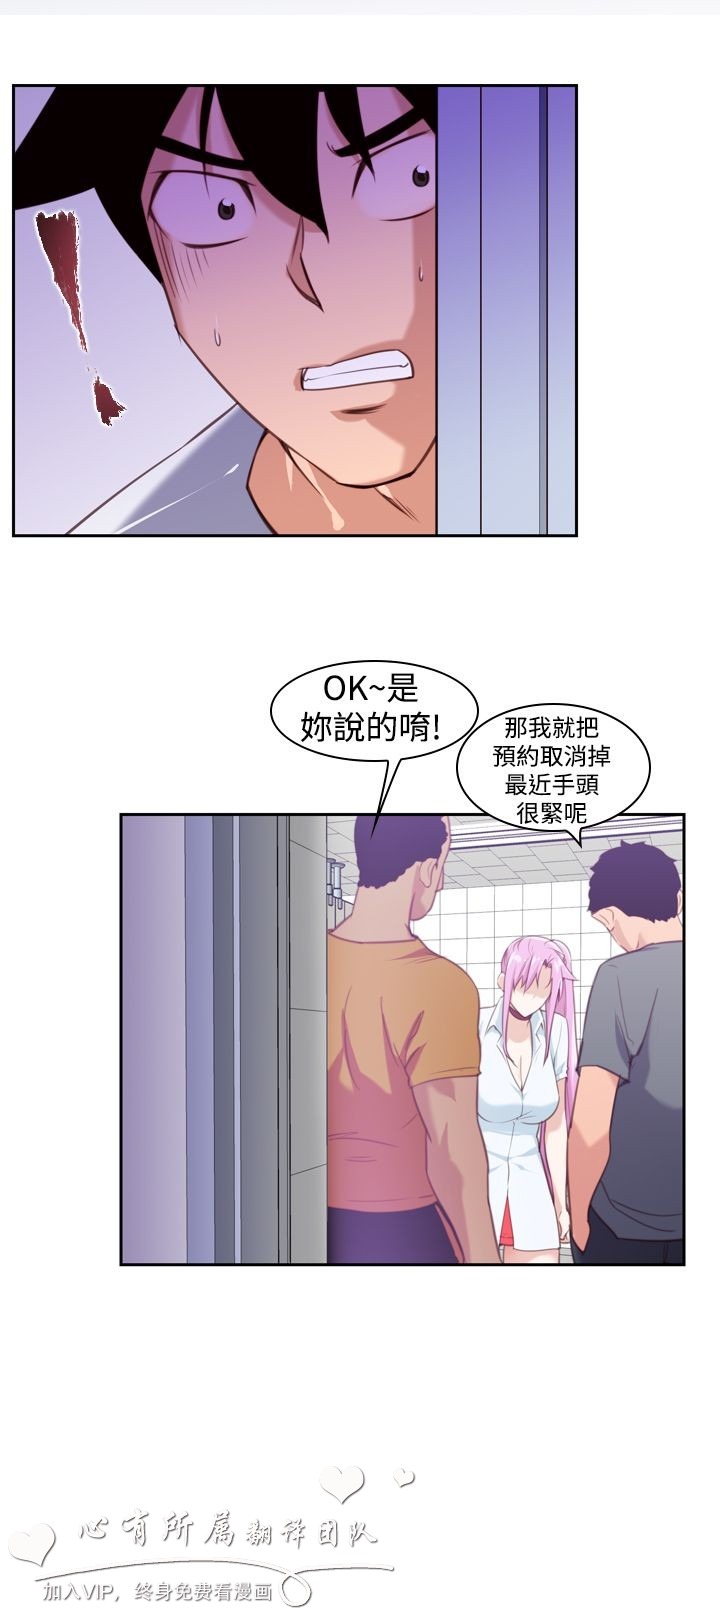 OK~是
妳說的唷!
那我就把
預約取消掉
最近手頭
很緊呢
心有所属翻译团队
加入VIP，终身免费看漫画